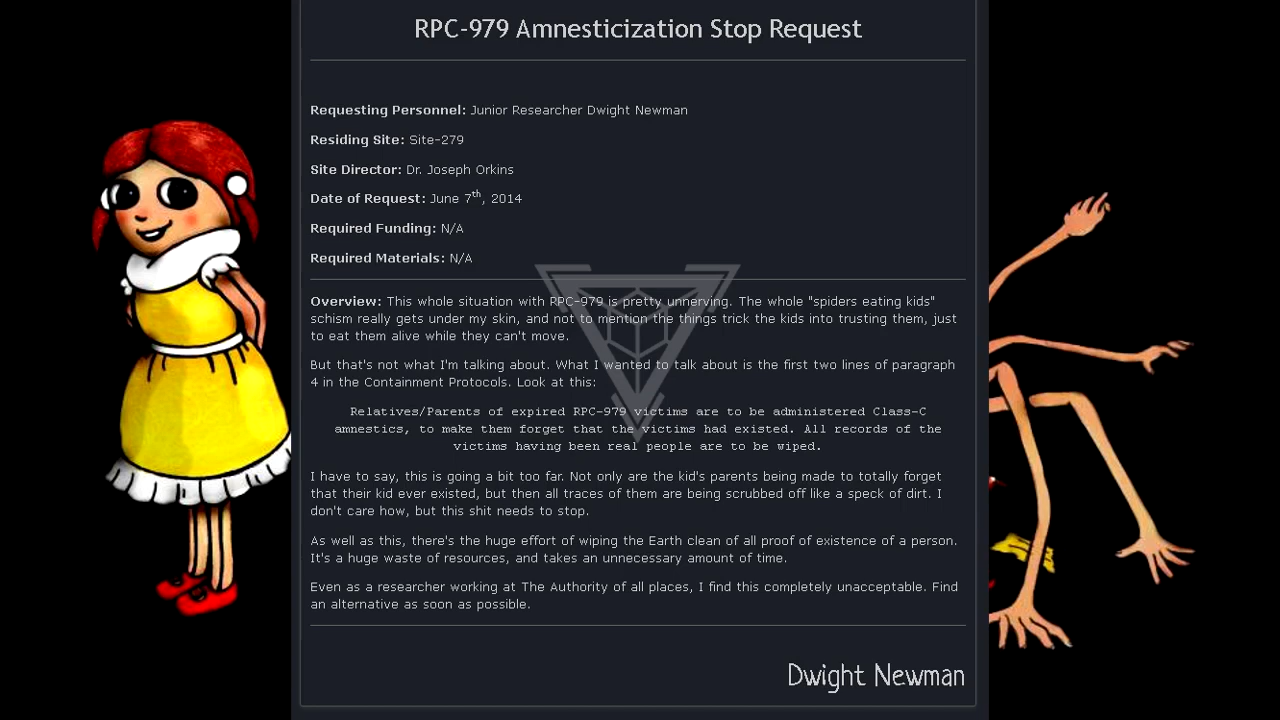 RPC-979 Amnesticization Stop Request
Requesting Personnel: Junior Researcher Dwight Newman
Residing Site: Site-279
Site Director: Dr. Joseph Orkins
Date of Request: June 7th, 2014
Required Funding: N/A
Required Materials: N/A
Overview: This whole situation with RPC-979 is pretty unnerving. The whole "spiders eating kids"
schism really gets under my skin, and not to mention the things trick the kids into trusting them, just
to eat them alive while they can't move.
But that's not what I'm talking about. What I wanted to talk about is the first two lines of paragraph
4 in the Containment Protocols. Look at this:
Relatives/Parents of expired RPC-979 victims are to be administered Class-C
amnestics, to make them forget that the victims had existed. All records of the
victims having been real people are to be wiped.
I have to say, this is going a bit too far. Not only are the kid's parents being made to totally forget
that their kid ever existed, but then all traces of them are being scrubbed off like a speck of dirt. I
don't care how, but this shit needs to stop.
As well as this, there's the huge effort of wiping the Earth clean of all proof of existence of a person.
It's a huge waste of resources, and takes an unnecessary amount of time.
Even as a researcher working at The Authority of all places, I find this completely unacceptable. Find
an alternative as soon as possible.
Dwight Newman